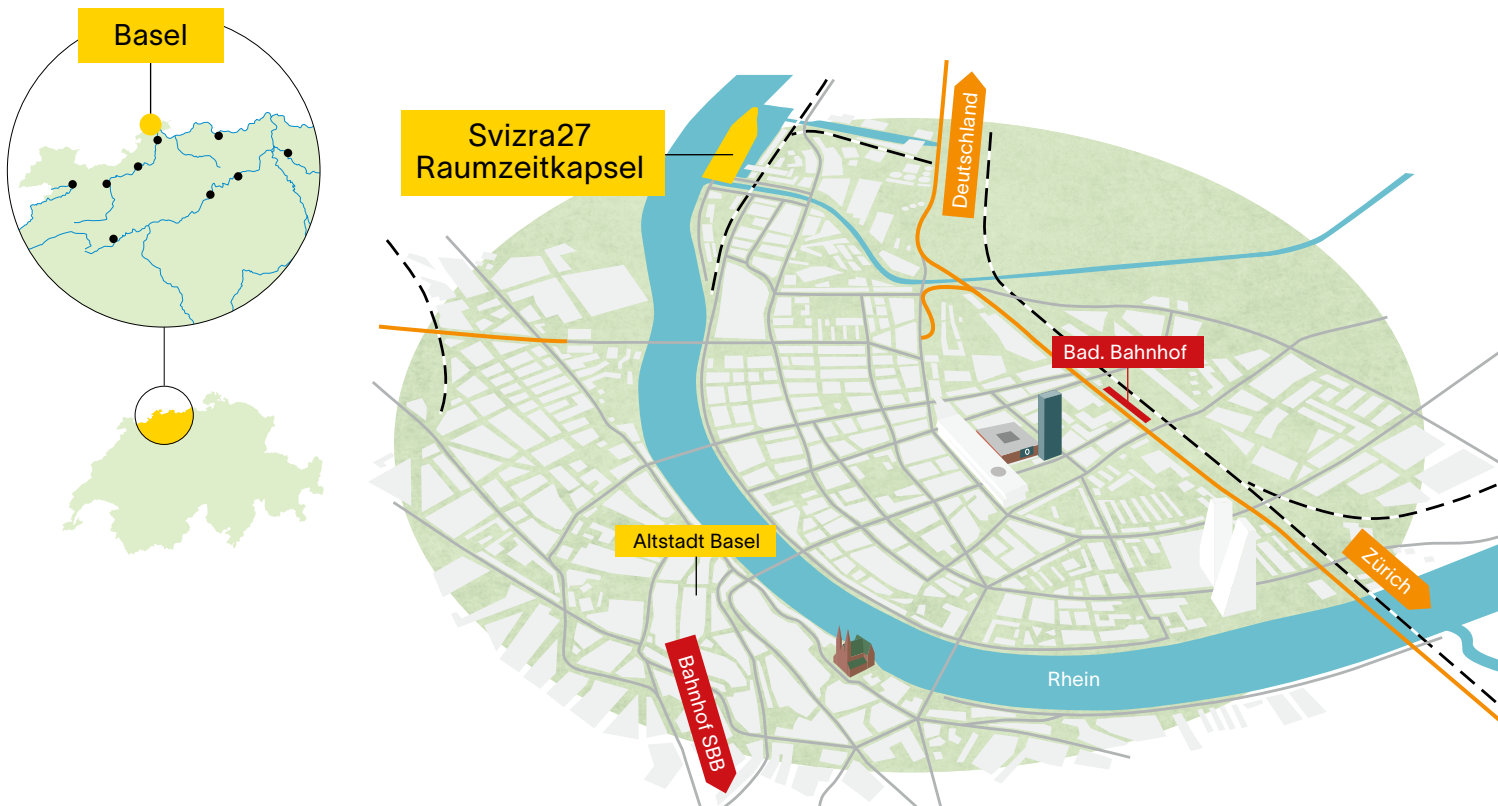 Basel
Svizra27
Raumzeitkapsel
Deutschland
Bad. Bahnhof
Altstadt Basel
Zürich
Rhein
Bahnhof SBB